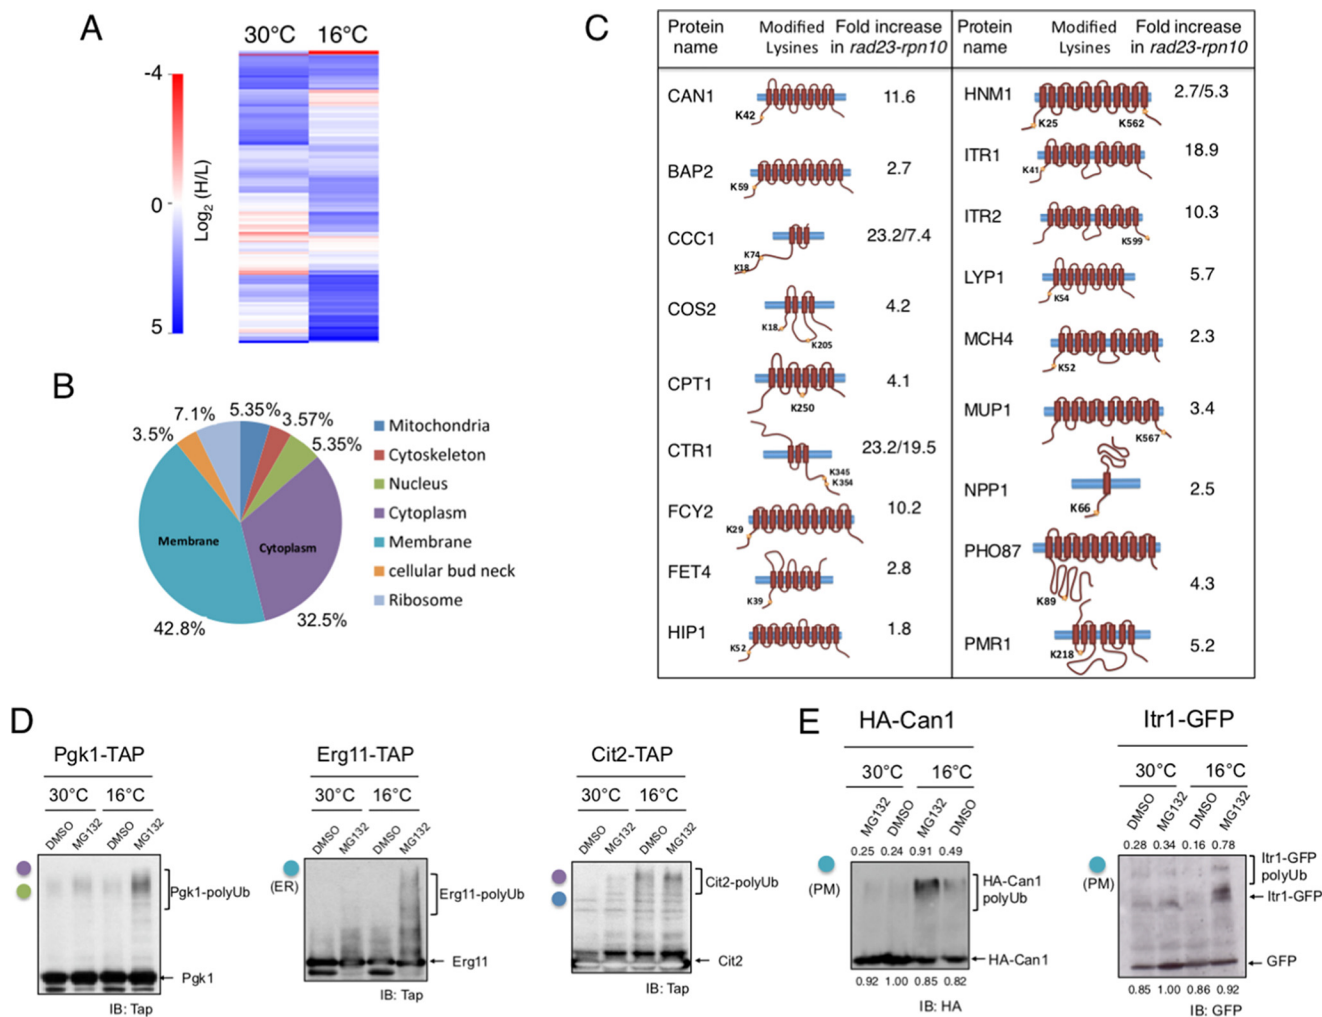 A
30°C 16°C
-4
0
5
Log2 (H/L)
B
7.1% 5.35%
3.57%
5.35%
3.5%
Membrane
Cytoplasm
42.8%
32.5%
Mitochondria
Cytoskeleton
Nucleus
Cytoplasm
Membrane
cellular bud neck
Ribosome
C
Protein name
Modified Lysines
Fold increase in rad23-rpn10
CAN1 K42 11.6
BAP2 K59 2.7
CCC1 K74 K18 23.2/7.4
COS2 K18 K205 4.2
CPT1 K250 4.1
CTR1 K345 K354 23.2/19.5
FCY2 K29 10.2
FET4 K39 2.8
HIP1 K52 1.8
Protein name
Modified Lysines
Fold increase in rad23-rpn10
HNM1 K25 K562 2.7/5.3
ITR1 K41 18.9
ITR2 K599 10.3
LYP1 K54 5.7
MCH4 K52 2.3
MUP1 K567 3.4
NPP1 K66 2.5
PHO87 K89 4.3
PMR1 K218 5.2
D
Pgk1-TAP
30°C 16°C
DMSO MG132 DMSO MG132
Pgk1-polyUb
Pgk1
IB: Tap
Erg11-TAP
30°C 16°C
DMSO MG132 DMSO MG132
(ER)
Erg11-polyUb
Erg11
IB: Tap
Cit2-TAP
30°C 16°C
DMSO MG132 DMSO MG132
Cit2-polyUb
Cit2
IB: Tap
E
HA-Can1
30°C 16°C
MG132 DMSO MG132 DMSO
0.25 0.24 0.91 0.49
(PM)
HA-Can1
polyUb
HA-Can1
0.92 1.00 0.85 0.82
IB: HA
Itr1-GFP
30°C 16°C
DMSO MG132 DMSO MG132
0.28 0.34 0.16 0.78
(PM)
Itr1-GFP
polyUb
Itr1-GFP
GFP
0.85 1.00 0.86 0.92
IB: GFP